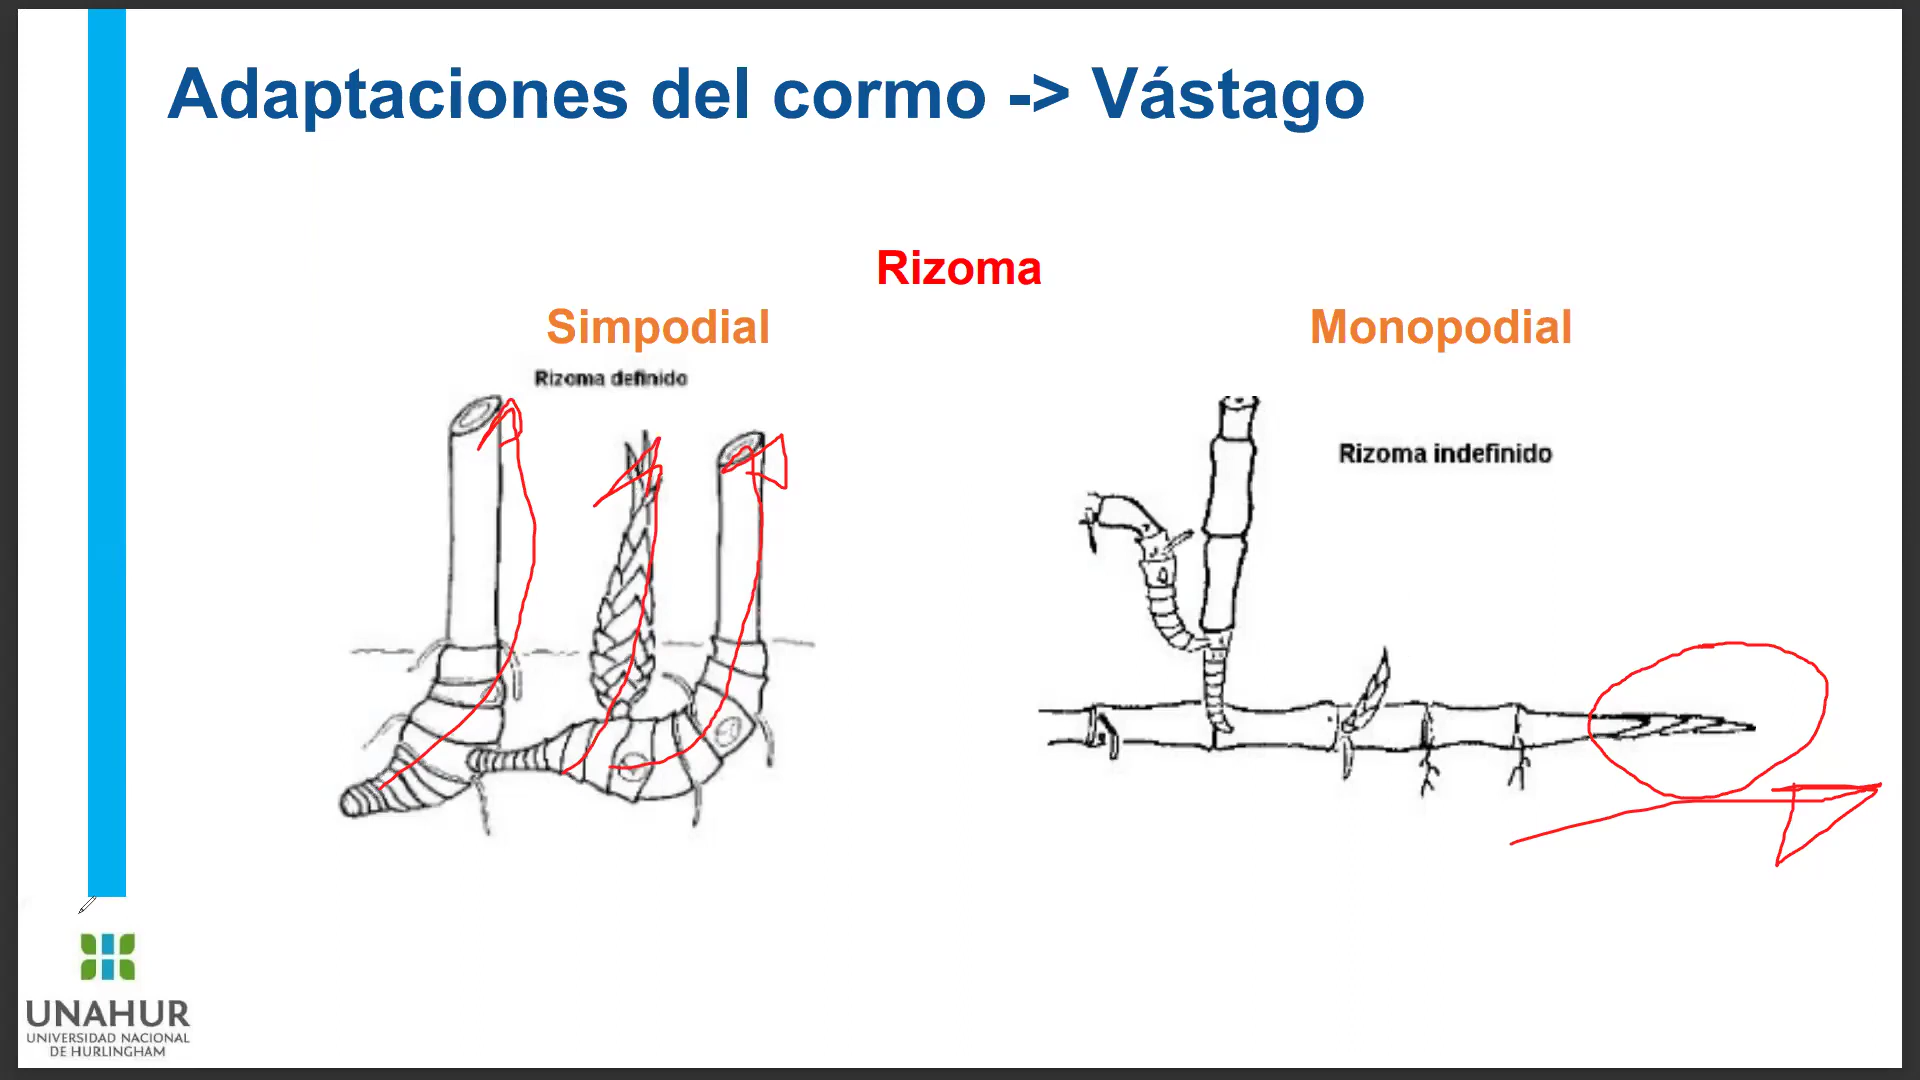 Adaptaciones del cormo -> Vástago
Rizoma
Simpodial
Monopodial
Rizoma definido
Rizoma indefinido
UNAHUR
UNIVERSIDAD NACIONAL
DE HURLINGHAM